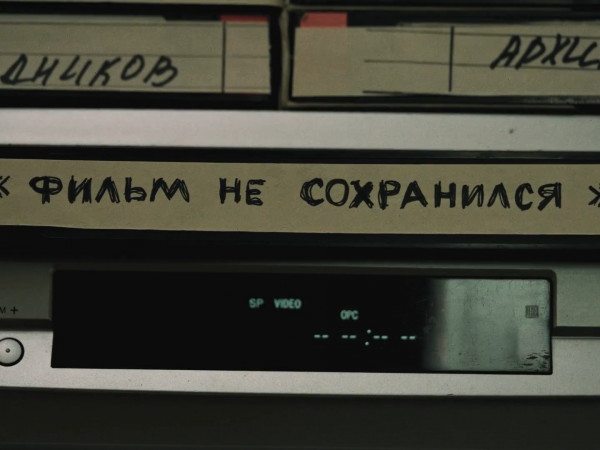 « ФИЛЬМ НЕ СОХРАНИЛСЯ »
SP VIDEO
OPC
-- --:-- --